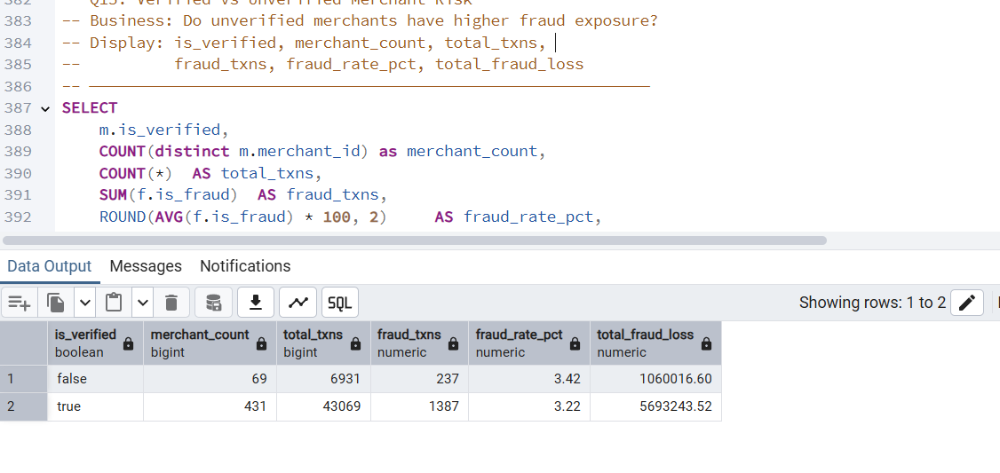 382 -- Q13: Verified vs Unverified Merchant Risk
383 -- Business: Do unverified merchants have higher fraud exposure?
384 -- Display: is_verified, merchant_count, total_txns,
385 -- fraud_txns, fraud_rate_pct, total_fraud_loss
386 -- ──────────────────────────────
387 SELECT
388 m.is_verified,
389 COUNT(distinct m.merchant_id) as merchant_count,
390 COUNT(*) AS total_txns,
391 SUM(f.is_fraud) AS fraud_txns,
392 ROUND(AVG(f.is_fraud) * 100, 2) AS fraud_rate_pct,
Data Output Messages Notifications
SQL Showing rows: 1 to 2
is_verified merchant_count total_txns fraud_txns fraud_rate_pct total_fraud_loss
boolean bigint bigint numeric numeric numeric
1 false 69 6931 237 3.42 1060016.60
2 true 431 43069 1387 3.22 5693243.52